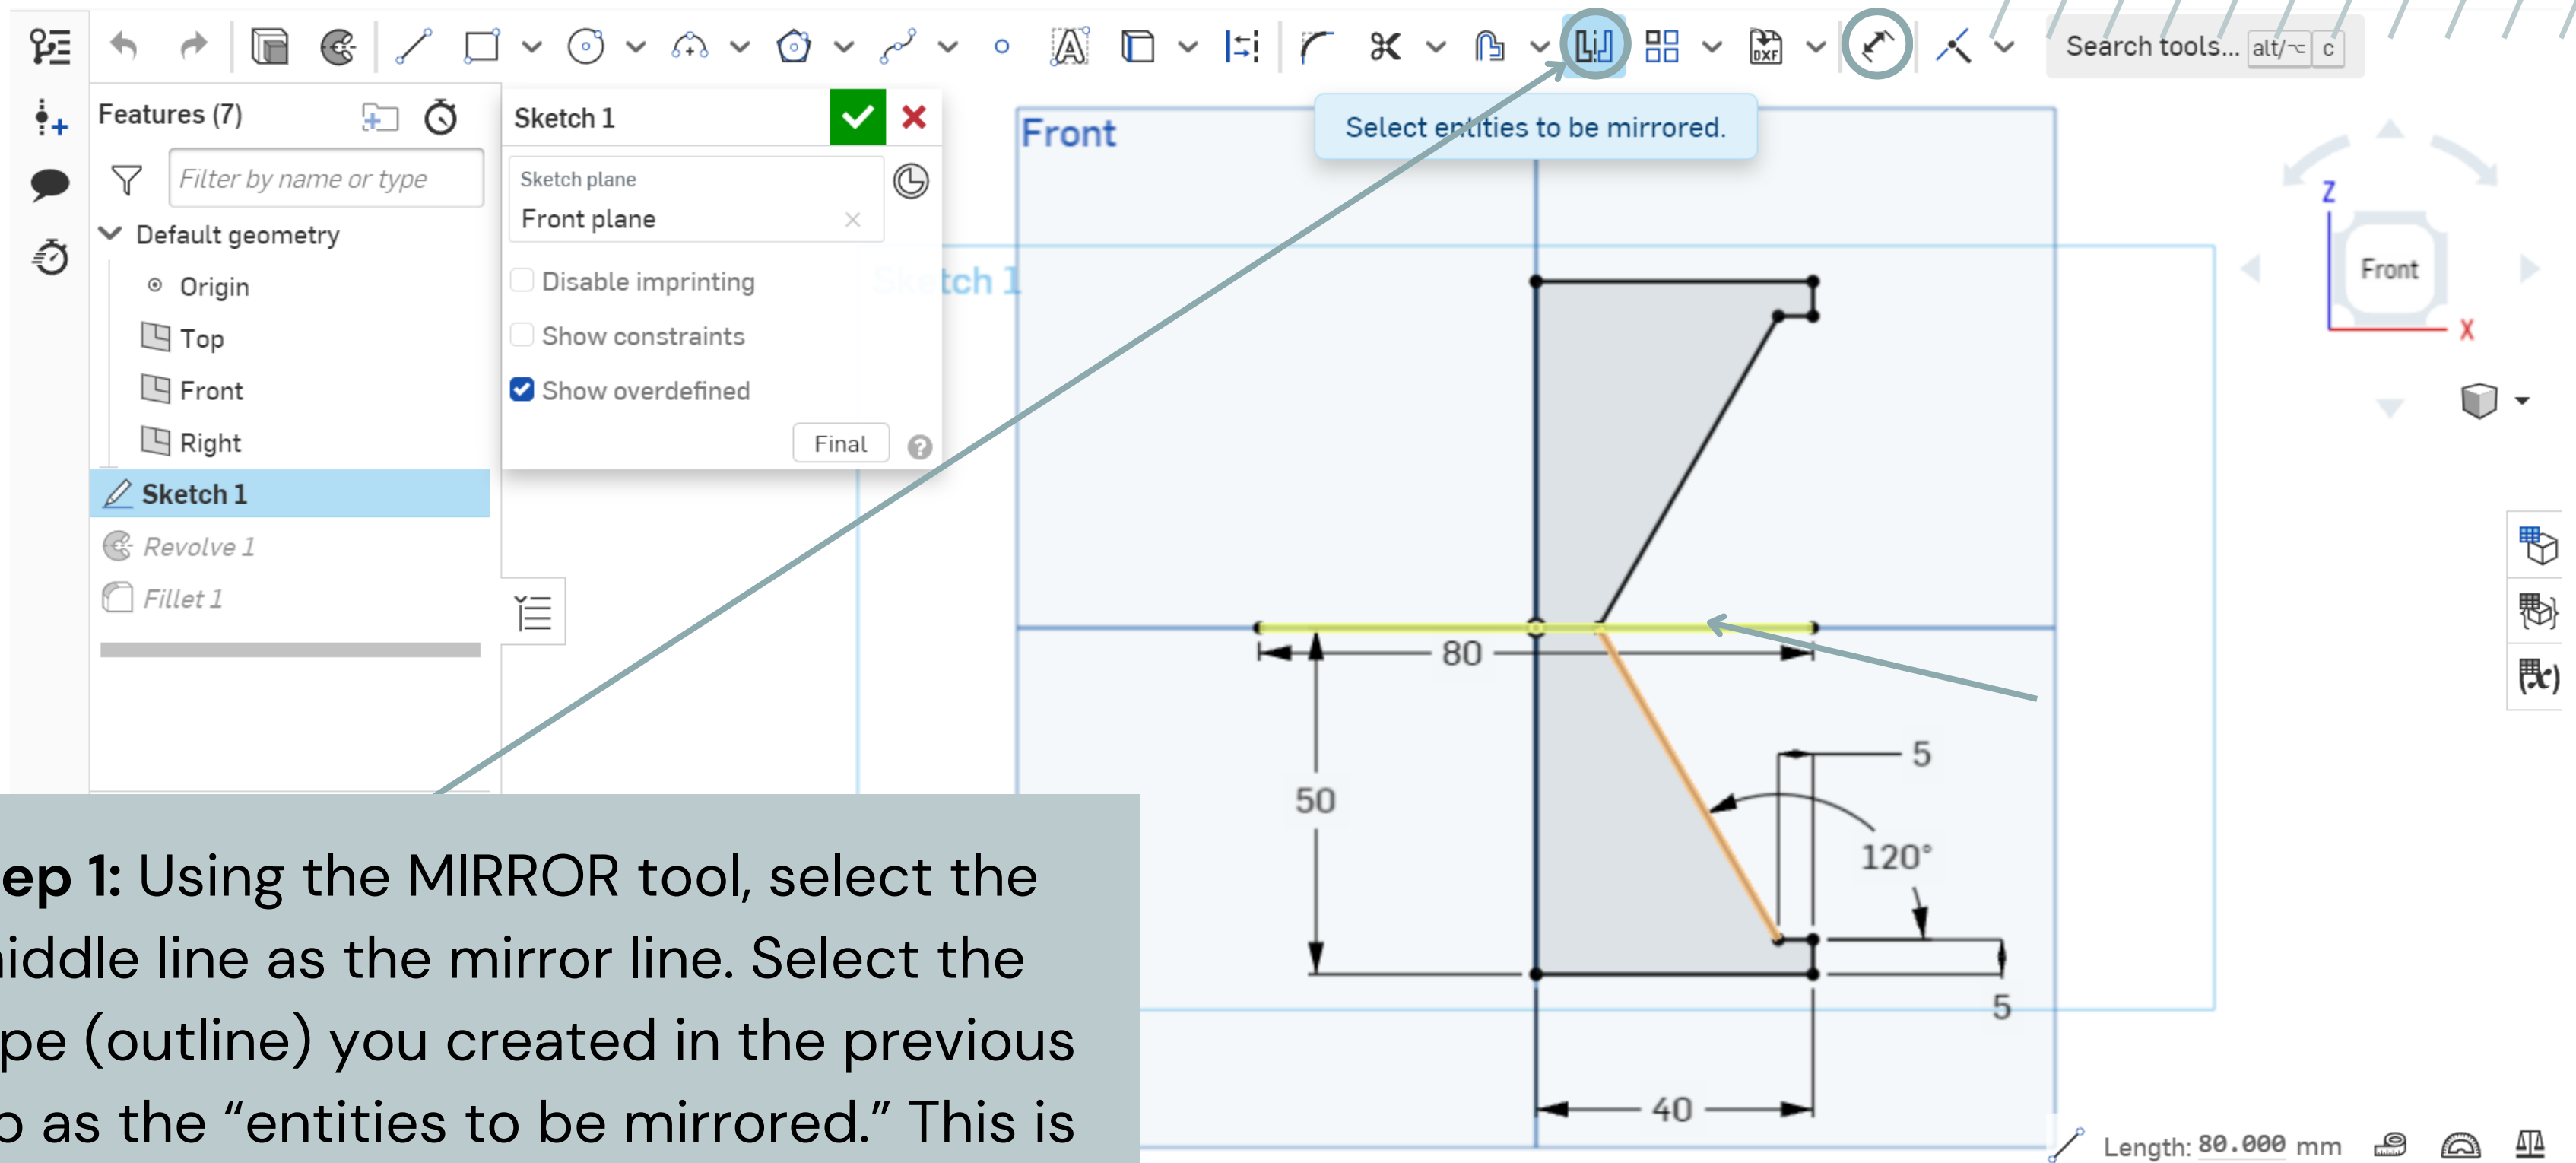 Search tools... alt/⌥ c
DXF
Features (7)
Filter by name or type
Default geometry
Origin
Top
Front
Right
Sketch 1
Revolve 1
Fillet 1
Sketch 1
Sketch plane
Front plane
Disable imprinting
Show constraints
Show overdefined
Final
Front
Select entities to be mirrored.
tch 1
Z
Front
X
80
50
5
120°
5
40
ep 1: Using the MIRROR tool, select the
iddle line as the mirror line. Select the
pe (outline) you created in the previous
p as the “entities to be mirrored.” This is
Length: 80.000 mm